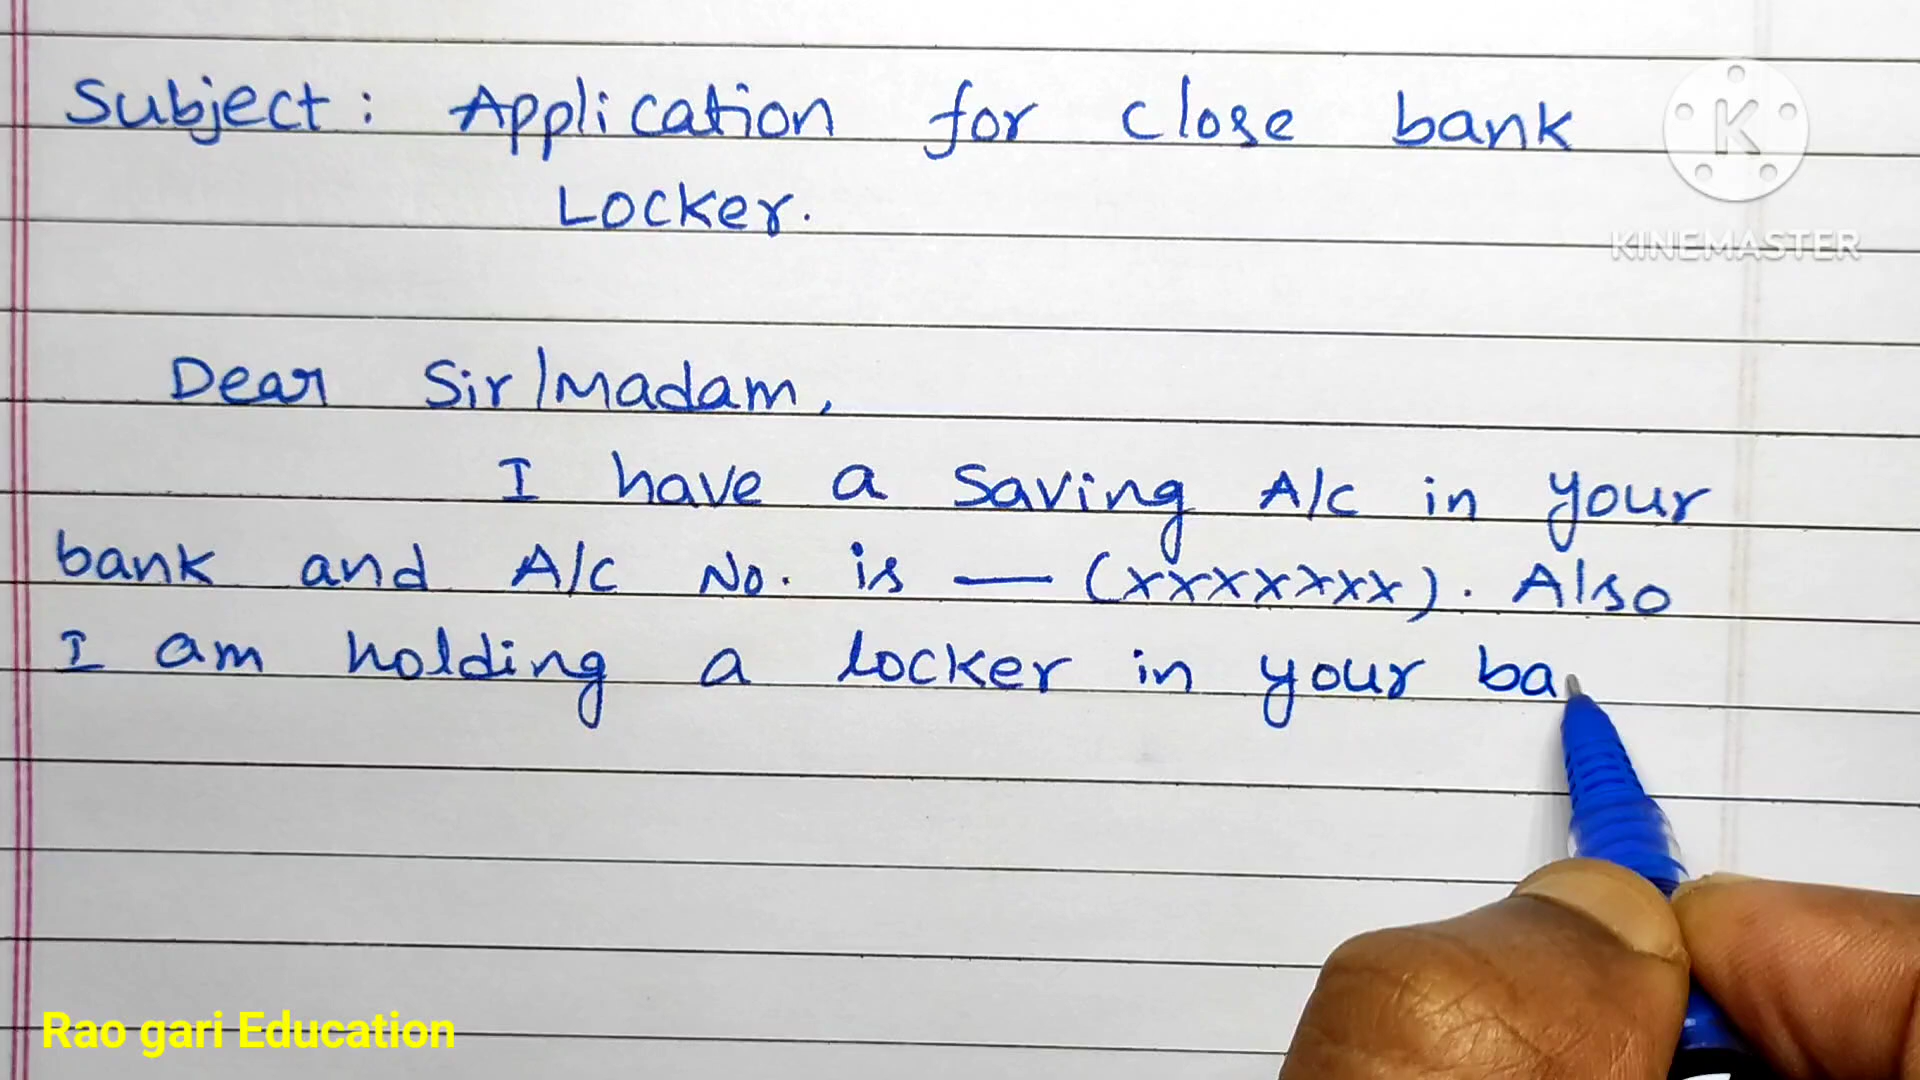 Subject: Application for close bank
Locker.
KINEMASTER
Dear Sir/Madam,
I have a Saving A/c in your
bank and A/c No. is — (xxxxxxxx). Also
I am holding a locker in your ba
Rao gari Education